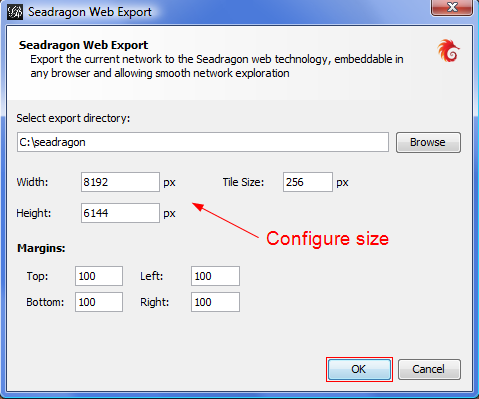 Seadragon Web Export
Seadragon Web Export
Export the current network to the Seadragon web technology, embeddable in
any browser and allowing smooth network exploration
Select export directory:
C:\seadragon Browse
Width: 8192 px Tile Size: 256 px
Height: 6144 px
Configure size
Margins:
Top: 100 Left: 100
Bottom: 100 Right: 100
OK Cancel